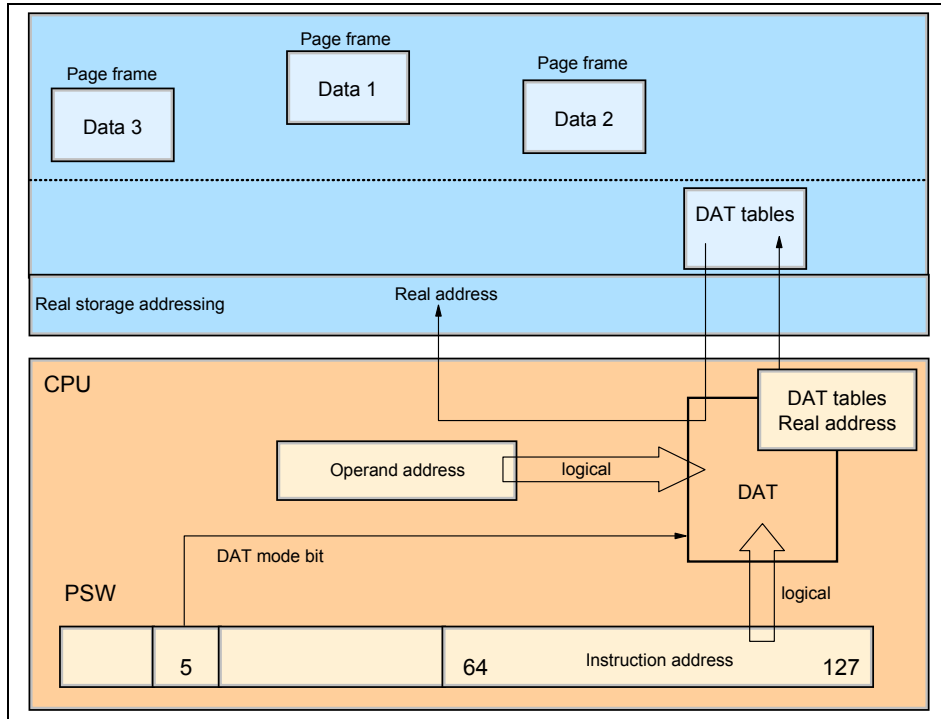 Page frame
Data 1
Page frame
Data 3
Page frame
Data 2
DAT tables
Real storage addressing
Real address
CPU
DAT tables
Real address
Operand address
logical
DAT
DAT mode bit
PSW
logical
5
64
Instruction address
127